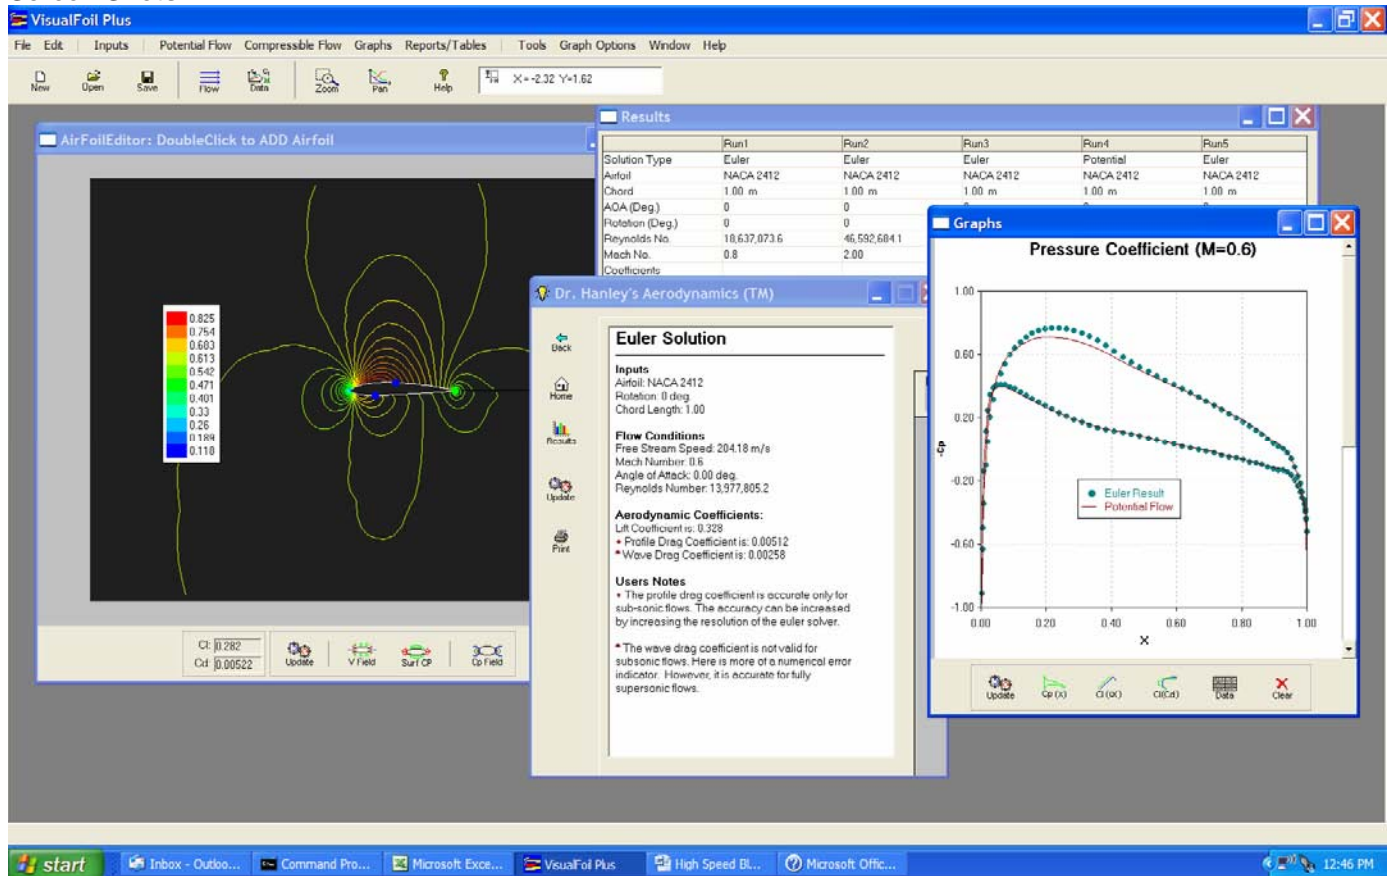 VisualFoil Plus
File Edit Inputs Potential Flow Compressible Flow Graphs Reports/Tables Tools Graph Options Window Help
New Open Save Flow Data Zoom Pan Help X=-2.32 Y=1.62
AirFoilEditor: DoubleClick to ADD Airfoil
0.825
0.754
0.683
0.613
0.542
0.471
0.401
0.33
0.26
0.189
0.118
Cl: 0.282
Cd: 0.00522
Update V Field Surf CP Cp Field
Results
Run1 Run2 Run3 Run4 Run5
Solution Type Euler Euler Euler Potential Euler
Airfoil NACA 2412 NACA 2412 NACA 2412 NACA 2412 NACA 2412
Chord 1.00 m 1.00 m 1.00 m 1.00 m 1.00 m
AOA (Deg.) 0 0
Rotation (Deg.) 0 0
Reynolds No. 18,637,073.6 46,592,684.1
Mach No. 0.8 2.00
Coefficients
Dr. Hanley's Aerodynamics (TM)
Back
Home
Results
Update
Print
Euler Solution
Inputs
Airfoil: NACA 2412
Rotation: 0 deg.
Chord Length: 1.00
Flow Conditions
Free Stream Speed: 204.18 m/s
Mach Number: 0.6
Angle of Attack: 0.00 deg.
Reynolds Number: 13,977,805.2
Aerodynamic Coefficients:
Lift Coefficient is: 0.328
* Profile Drag Coefficient is: 0.00512
* Wave Drag Coefficient is: 0.00258
Users Notes
* The profile drag coefficient is accurate only for
sub-sonic flows. The accuracy can be increased
by increasing the resolution of the euler solver.
* The wave drag coefficient is not valid for
subsonic flows. Here is more of a numerical error
indicator. However, it is accurate for fully
supersonic flows.
Graphs
Pressure Coefficient (M=0.6)
1.00
0.60
0.20
-0.20
-0.60
-1.00
-Cp
0.00 0.20 0.40 0.60 0.80 1.00
X
Euler Result
Potential Flow
Update Cp (x) Cl (α) Cl(Cd) Data Clear
start Inbox - Outloo... Command Pro... Microsoft Exce... VisualFoil Plus High Speed Bl... Microsoft Offic... 12:46 PM